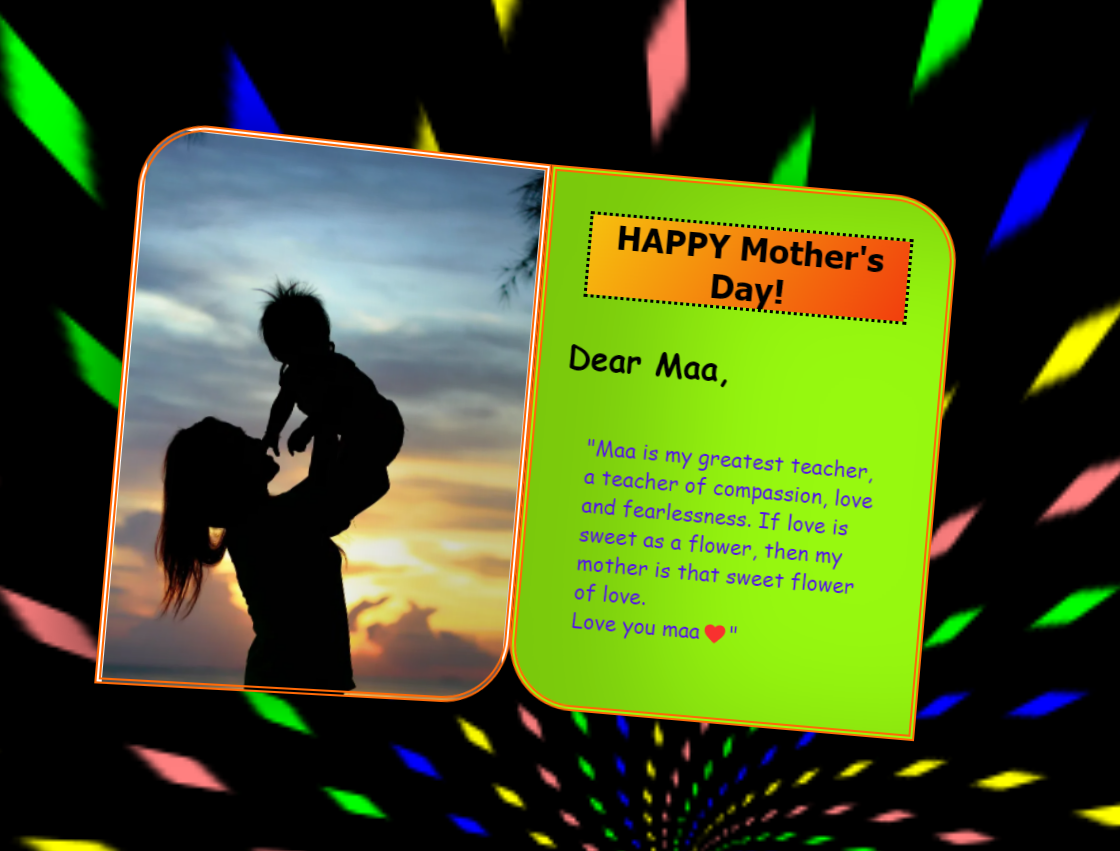 HAPPY Mother's
Day!
Dear Maa,
"Maa is my greatest teacher,
a teacher of compassion, love
and fearlessness. If love is
sweet as a flower, then my
mother is that sweet flower
of love.
Love you maa❤️"